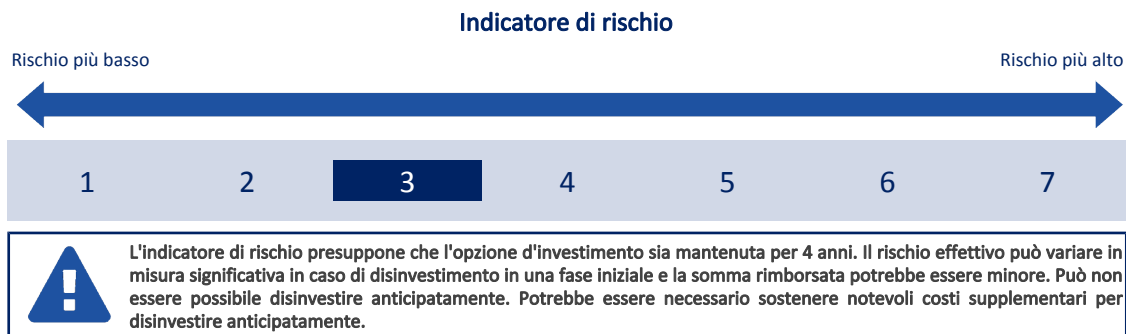 Indicatore di rischio
Rischio più basso
Rischio più alto
1 2 3 4 5 6 7
L'indicatore di rischio presuppone che l'opzione d'investimento sia mantenuta per 4 anni. Il rischio effettivo può variare in
misura significativa in caso di disinvestimento in una fase iniziale e la somma rimborsata potrebbe essere minore. Può non
essere possibile disinvestire anticipatamente. Potrebbe essere necessario sostenere notevoli costi supplementari per
disinvestire anticipatamente.